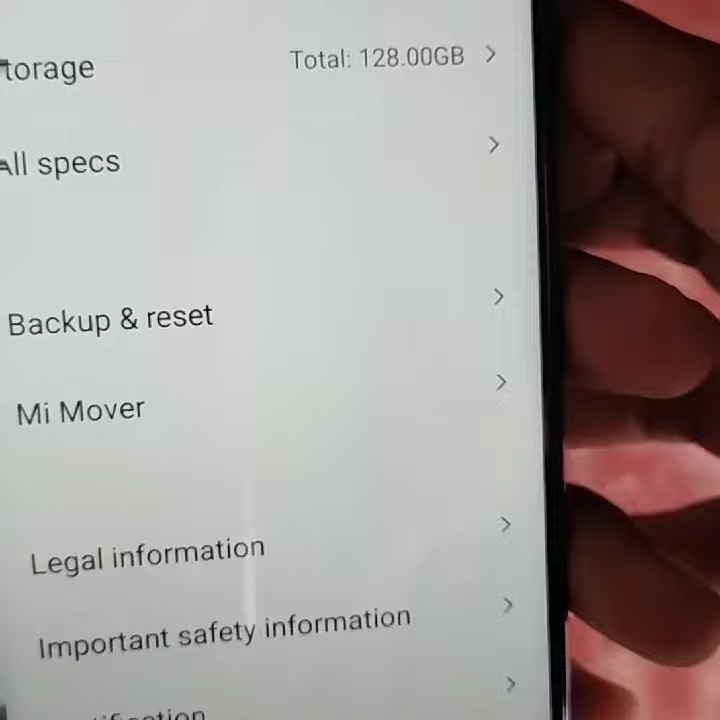 torage
Total: 128.00GB
All specs
Backup & reset
Mi Mover
Legal information
Important safety information